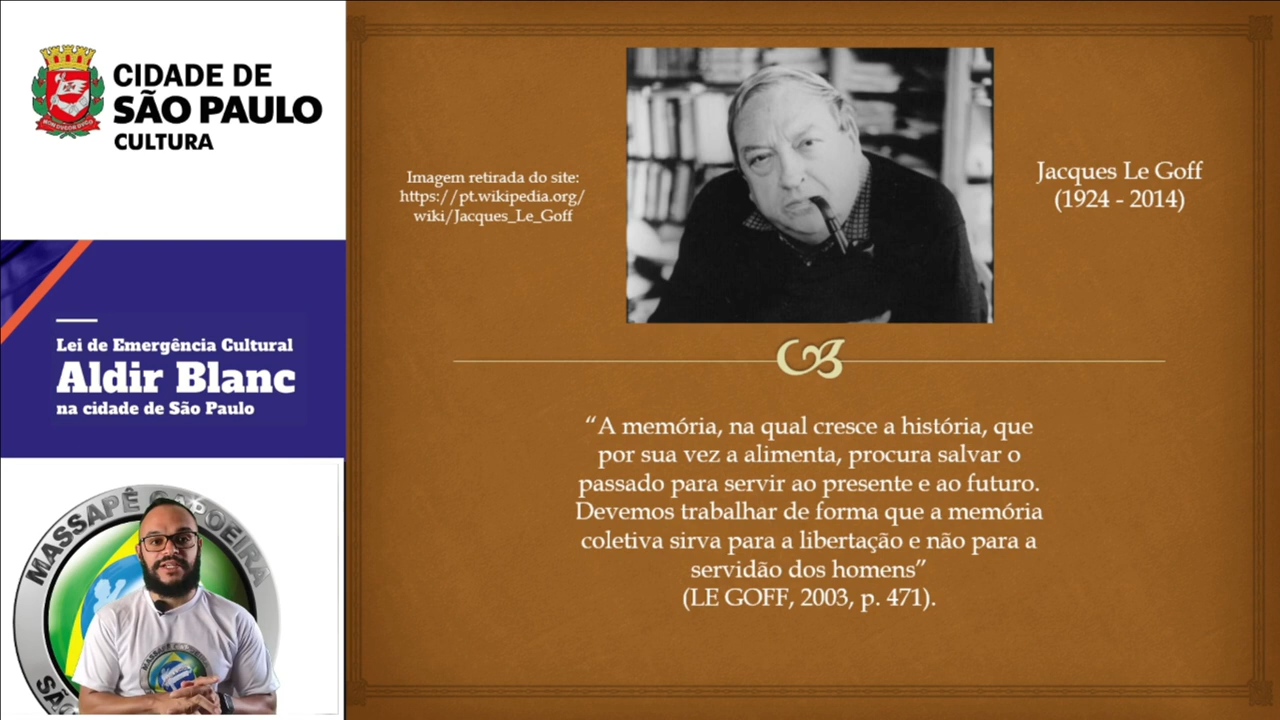 CIDADE DE
SÃO PAULO
CULTURA
Lei de Emergência Cultural
Aldir Blanc
na cidade de São Paulo
MASSAPÊ CAPOEIRA
SÃO
Imagem retirada do site:
https://pt.wikipedia.org/
wiki/Jacques_Le_Goff
Jacques Le Goff
(1924 - 2014)
“A memória, na qual cresce a história, que
por sua vez a alimenta, procura salvar o
passado para servir ao presente e ao futuro.
Devemos trabalhar de forma que a memória
coletiva sirva para a libertação e não para a
servidão dos homens”
(LE GOFF, 2003, p. 471).